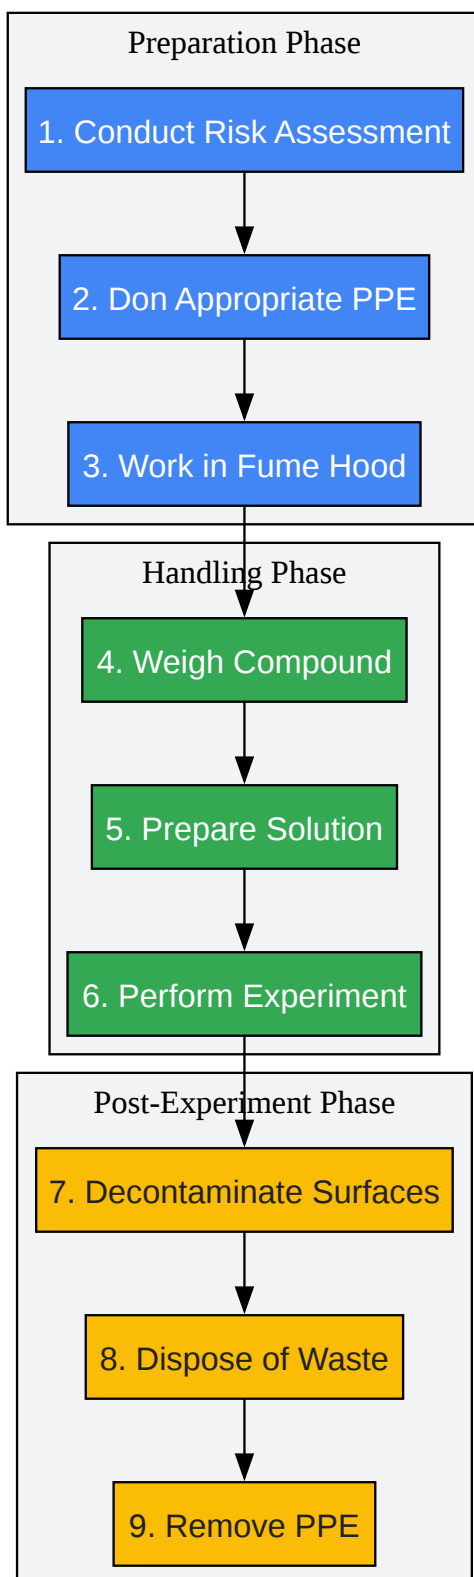 Preparation Phase
1. Conduct Risk Assessment
2. Don Appropriate PPE
3. Work in Fume Hood
Handling Phase
4. Weigh Compound
5. Prepare Solution
6. Perform Experiment
Post-Experiment Phase
7. Decontaminate Surfaces
8. Dispose of Waste
9. Remove PPE